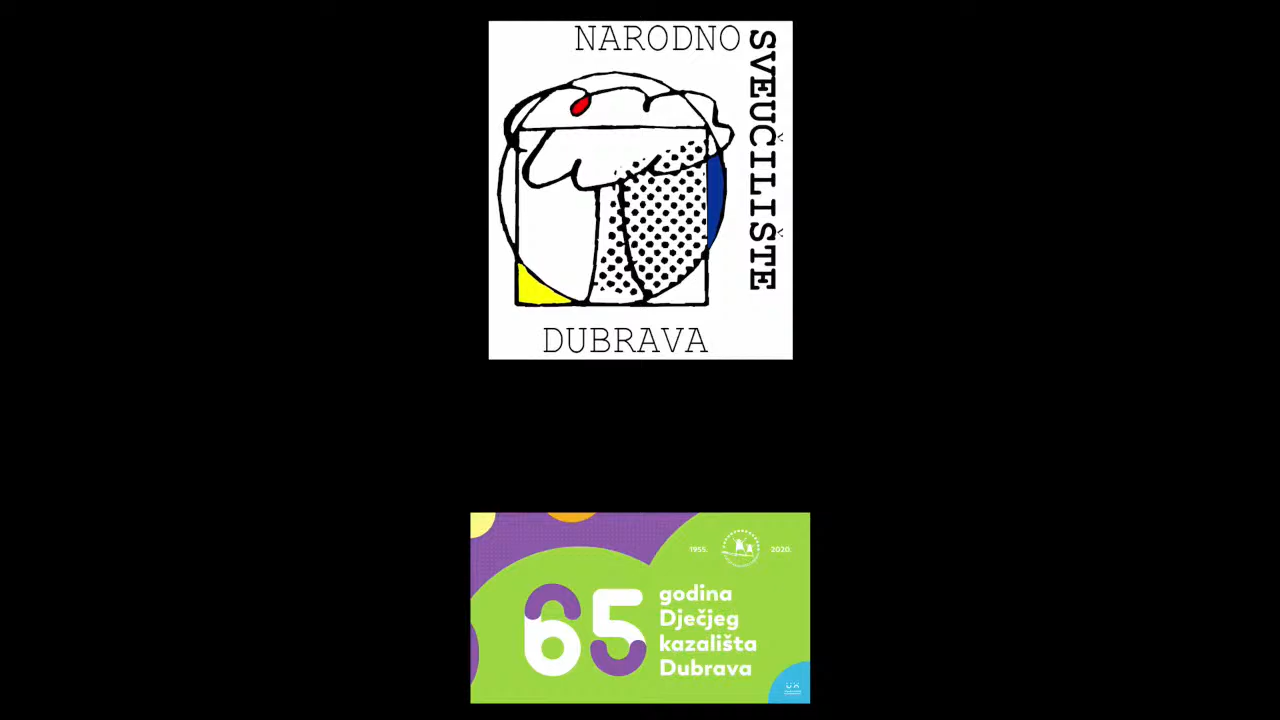 NARODNO
SVEUČILIŠTE
DUBRAVA
1955.
2020.
65
godina
Dječjeg
kazališta
Dubrava